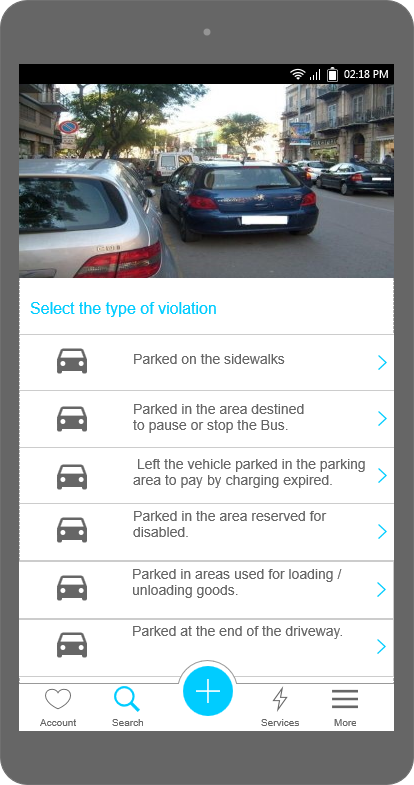 02:18 PM
Select the type of violation
Parked on the sidewalks
Parked in the area destined
to pause or stop the Bus.
Left the vehicle parked in the parking
area to pay by charging expired.
Parked in the area reserved for
disabled.
Parked in areas used for loading /
unloading goods.
Parked at the end of the driveway.
Account
Search
Services
More